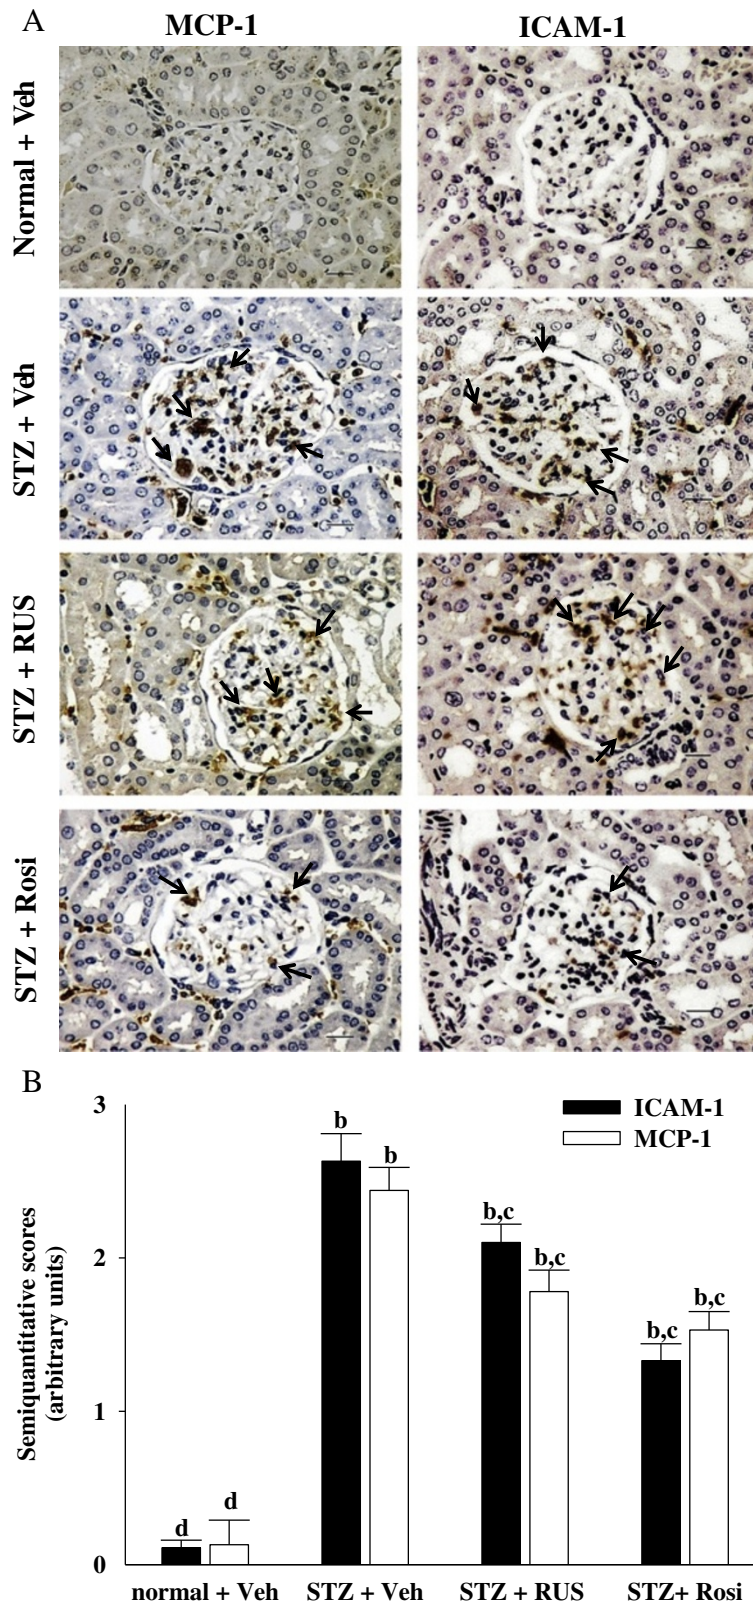 A
MCP-1
ICAM-1
Normal + Veh
STZ + Veh
STZ + RUS
STZ + Rosi
B
ICAM-1
MCP-1
Semiquantitative scores
(arbitrary units)
3
2
1
0
d
d
b
b
b,c
b,c
b,c
b,c
normal + Veh
STZ + Veh
STZ + RUS
STZ+ Rosi